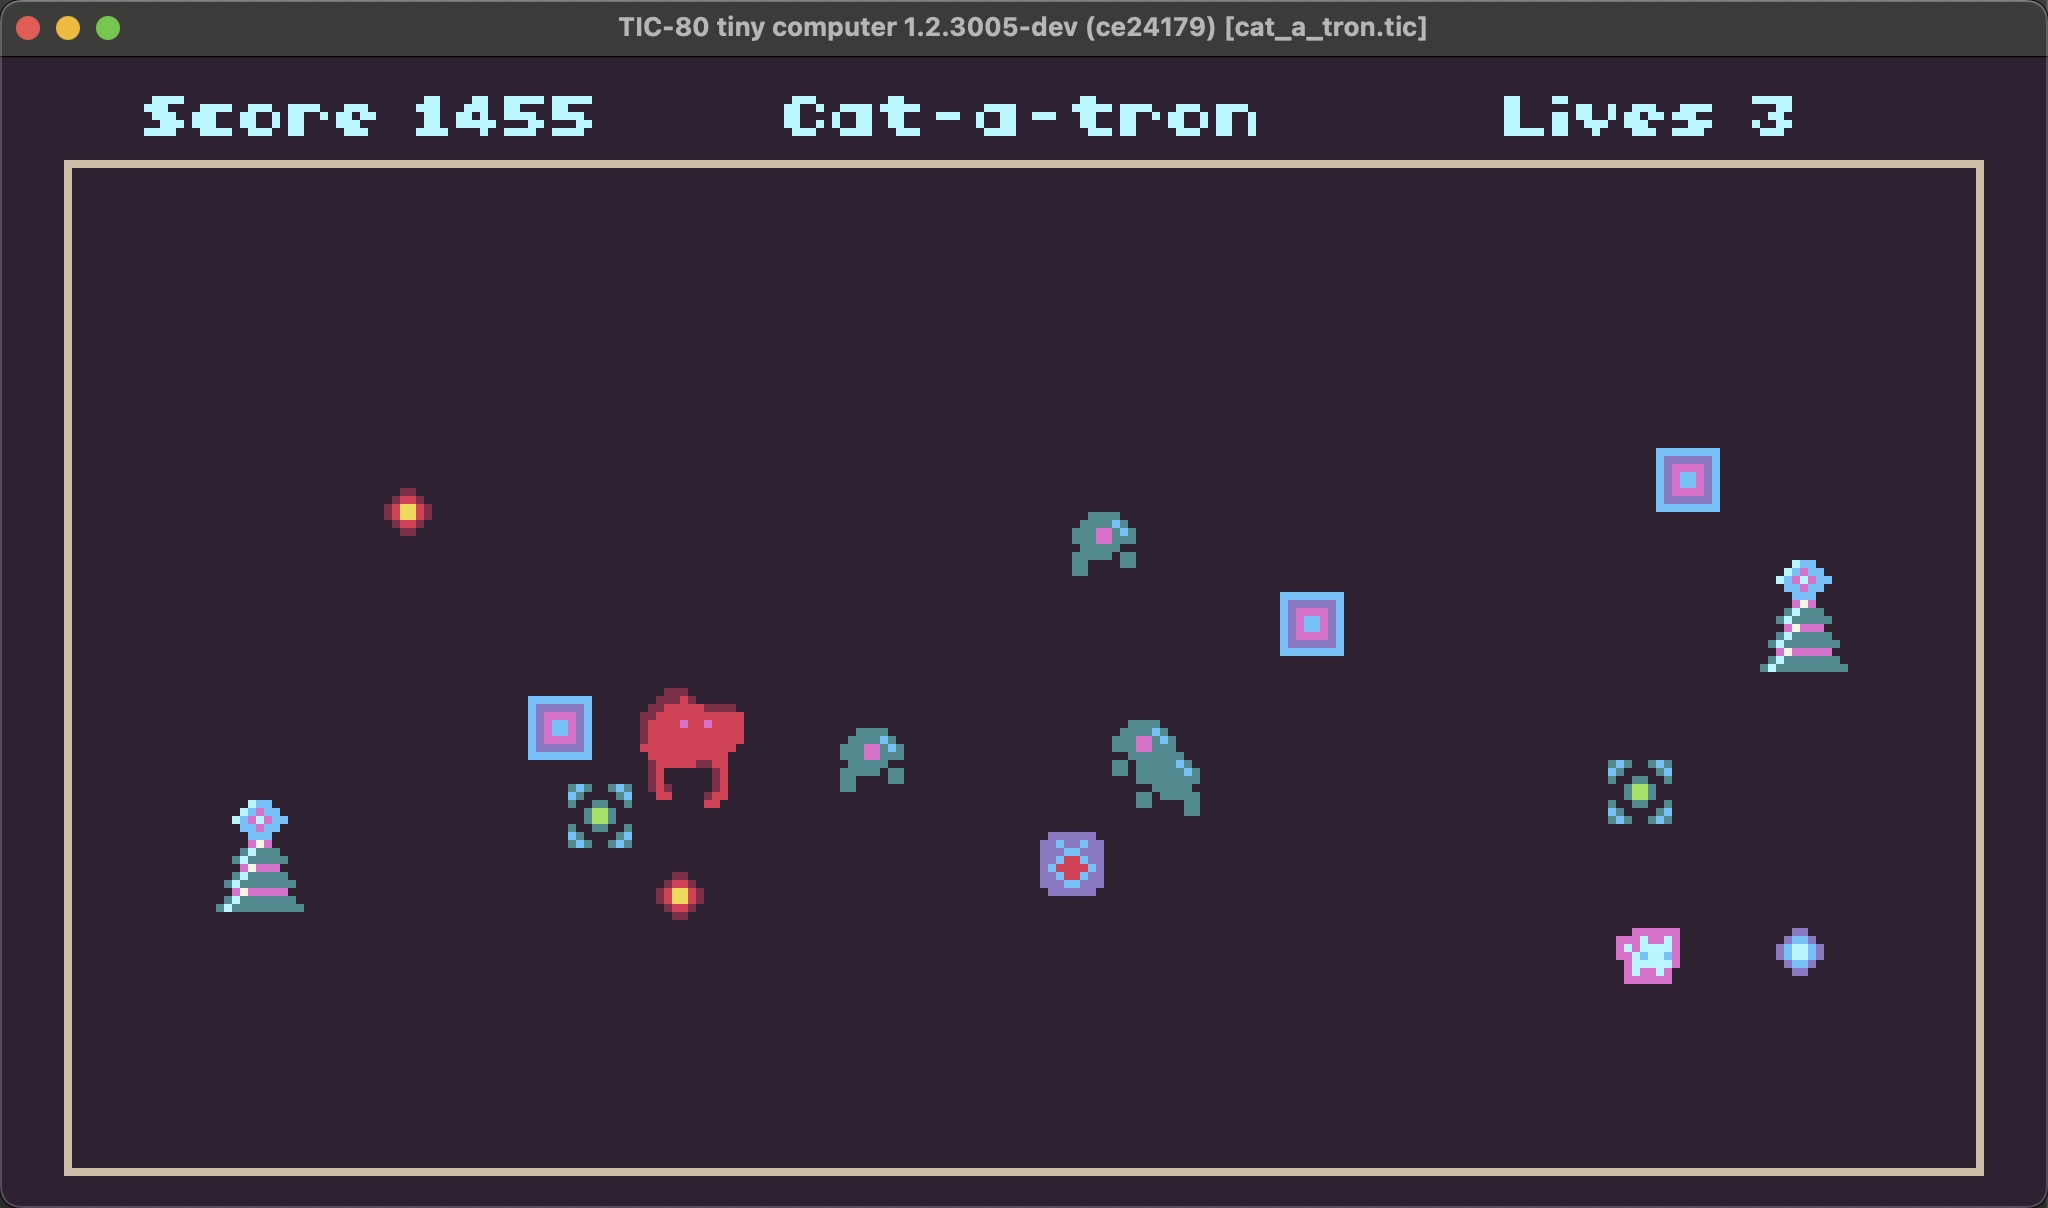 TIC-80 tiny computer 1.2.3005-dev (ce24179) [cat_a_tron.tic]
Score 1455 Cat-a-tron Lives 3